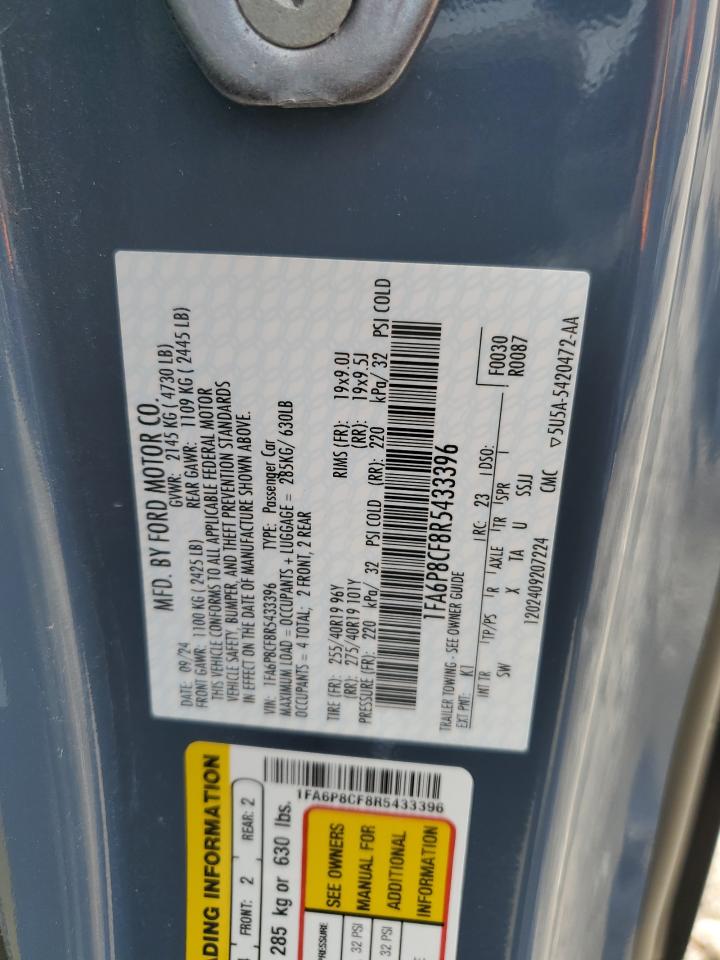 MFD. BY FORD MOTOR CO.
DATE: 09/24 GVWR: 2145 KG ( 4730 LB)
FRONT GAWR: 1100 KG (2425 LB) REAR GAWR: 1109 KG ( 2445 LB)
THIS VEHICLE CONFORMS TO ALL APPLICABLE FEDERAL MOTOR
VEHICLE SAFETY, BUMPER, AND THEFT PREVENTION STANDARDS
IN EFFECT ON THE DATE OF MANUFACTURE SHOWN ABOVE.
VIN: 1FA6P8CF8R5433396 TYPE: Passenger Car
MAXIMUM LOAD = OCCUPANTS + LUGGAGE = 285KG/ 630LB
OCCUPANTS = 4 TOTAL; 2 FRONT, 2 REAR
TIRE (FR): 255/40R19 96Y RIMS (FR): 19x9.0J
(RR): 275/40R19 101Y (RR): 19x9.5J
PRESSURE (FR): 220 kPa/ 32 PSI COLD (RR): 220 kPa/ 32 PSI COLD
1FA6P8CF8R5433396
TRAILER TOWING - SEE OWNER GUIDE
EXT PNT: K1 RC: 23 DSO: F0030
R0087
INT TR TP/PS R AXLE TR SPR
SW X TA U SSJJ
1202409207224 CMC ▽5U5A-5420472-AA
ADING INFORMATION
FRONT: 2 REAR: 2
285 kg or 630 lbs.
1FA6P8CF8R5433396
PRESSURE
32 PSI
32 PSI
SEE OWNERS
MANUAL FOR
ADDITIONAL
INFORMATION